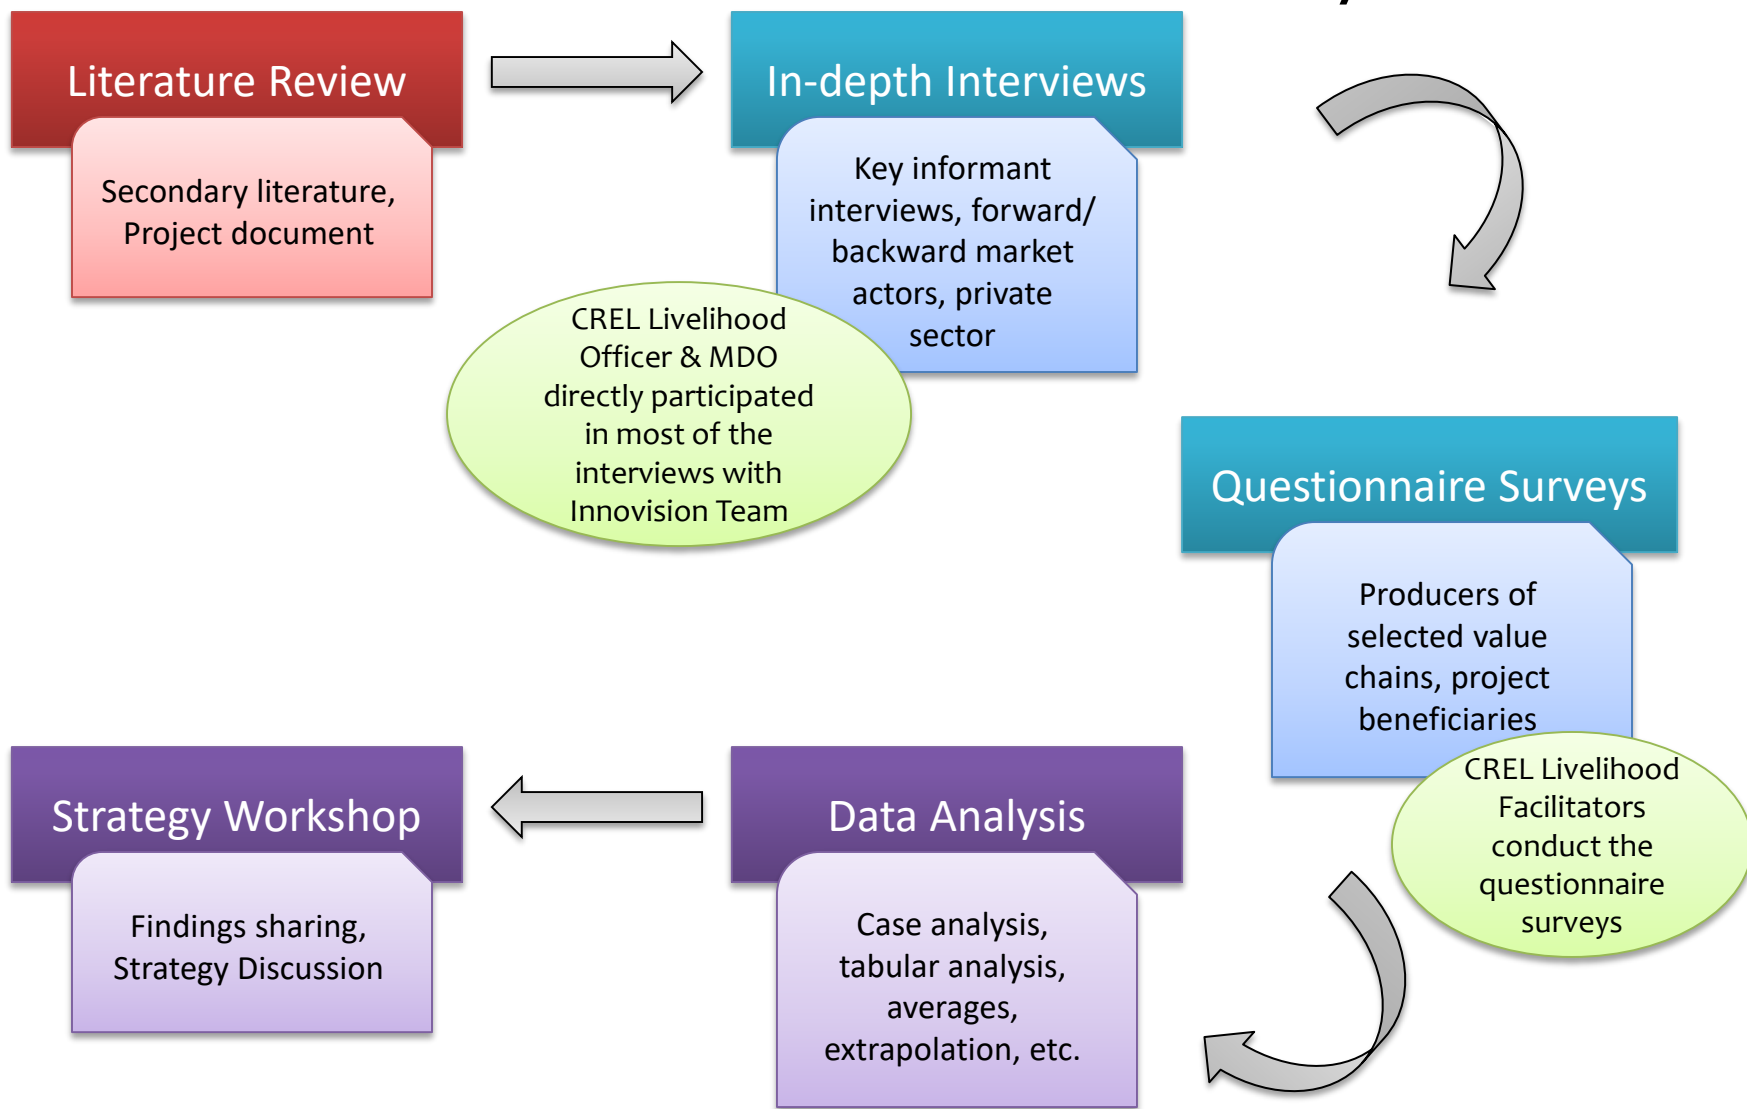 Literature Review
Secondary literature,
Project document
In-depth Interviews
Key informant
interviews, forward/
backward market
actors, private
sector
CREL Livelihood
Officer & MDO
directly participated
in most of the
interviews with
Innovision Team
Questionnaire Surveys
Producers of
selected value
chains, project
beneficiaries
CREL Livelihood
Facilitators
conduct the
questionnaire
surveys
Data Analysis
Case analysis,
tabular analysis,
averages,
extrapolation, etc.
Strategy Workshop
Findings sharing,
Strategy Discussion